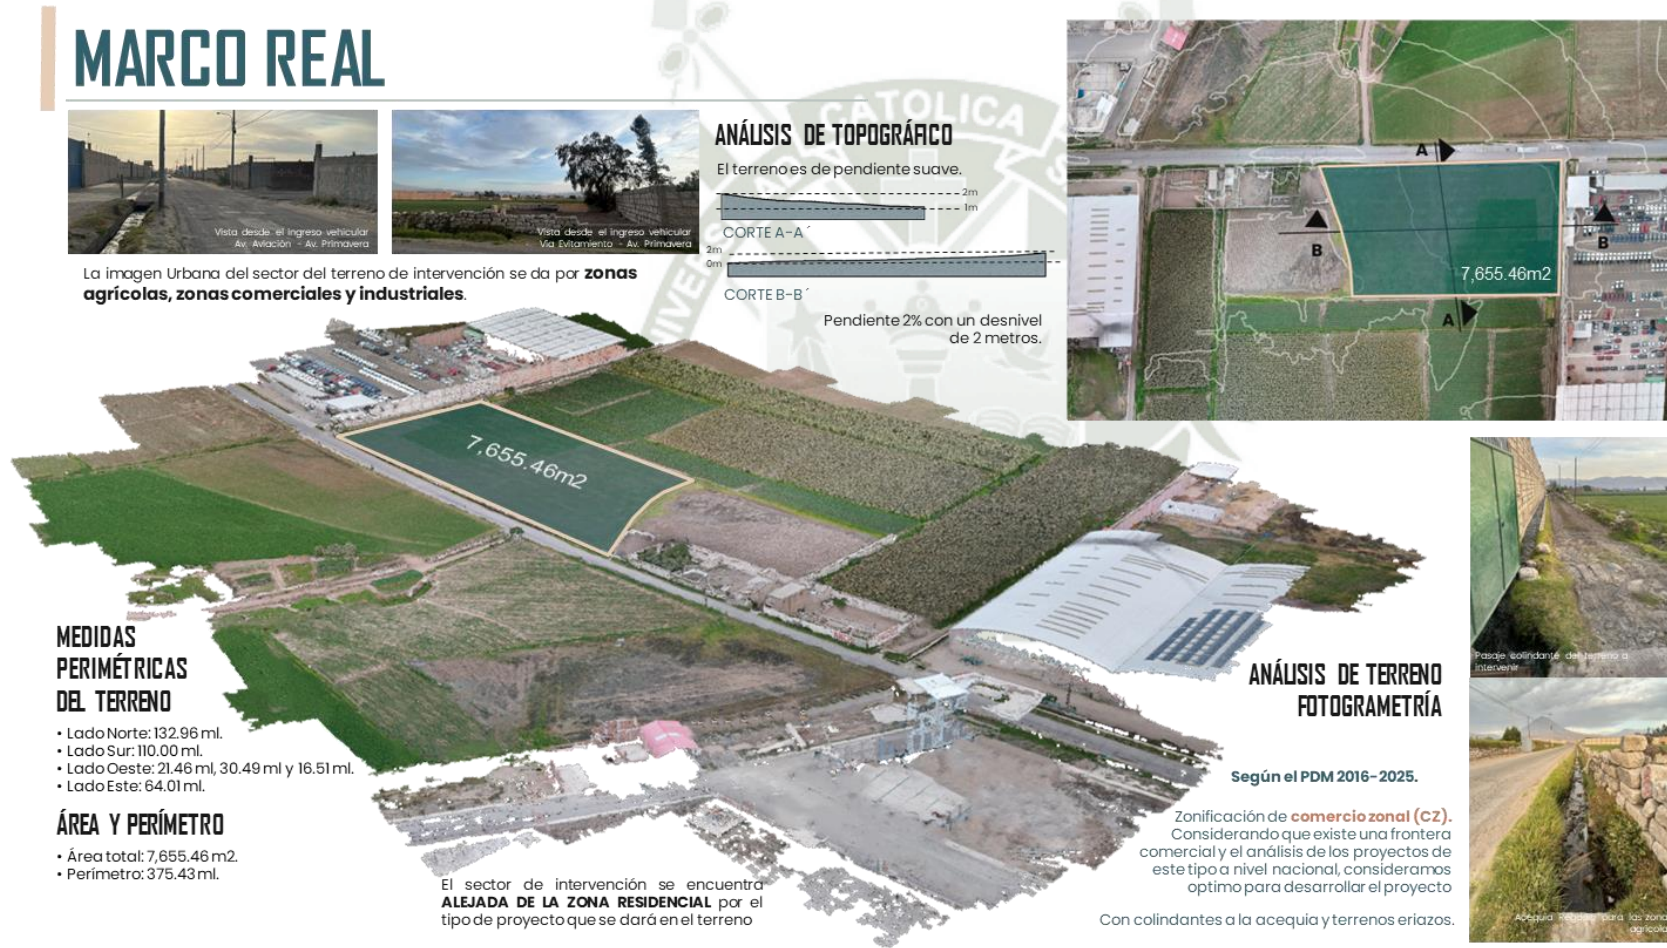 MARCO REAL
Vista desde el ingreso vehicular
Av. Aviación - Av. Primavera
Vista desde el ingreso vehicular
Vía Evitamiento - Av. Primavera
La imagen Urbana del sector del terreno de intervención se da por zonas
agrícolas, zonas comerciales y industriales.
ANÁLISIS DE TOPOGRÁFICO
El terreno es de pendiente suave.
2m
1m
CORTE A-A´
2m
0m
CORTE B-B´
Pendiente 2% con un desnivel
de 2 metros.
CATOLICA
A
B
B
7,655.46m2
A
7,655.46m2
MEDIDAS
PERIMÉTRICAS
DEL TERRENO
• Lado Norte: 132.96 ml.
• Lado Sur: 110.00 ml.
• Lado Oeste: 21.46 ml, 30.49 ml y 16.51 ml.
• Lado Este: 64.01 ml.
ÁREA Y PERÍMETRO
• Área total: 7,655.46 m2.
• Perímetro: 375.43 ml.
El sector de intervención se encuentra
ALEJADA DE LA ZONA RESIDENCIAL por el
tipo de proyecto que se dará en el terreno
ANÁLISIS DE TERRENO
FOTOGRAMETRÍA
Según el PDM 2016-2025.
Zonificación de comercio zonal (CZ).
Considerando que existe una frontera
comercial y el análisis de los proyectos de
este tipo a nivel nacional, consideramos
optimo para desarrollar el proyecto
Con colindantes a la acequia y terrenos eriazos.
Pasaje colindante del terreno a
intervenir
Acequia Regadío para las zona
agrícola